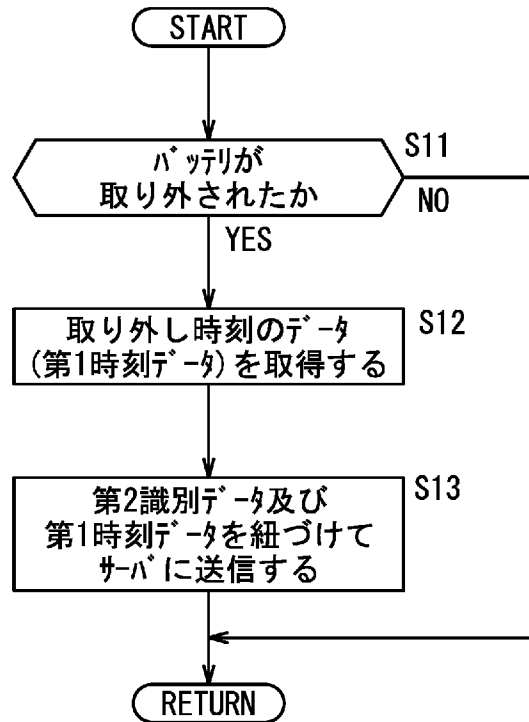 START
バッテリが
取り外されたか
S11
NO
YES
取り外し時刻のデータ
(第1時刻データ)を取得する
S12
第2識別データ及び
第1時刻データを紐づけて
サーバに送信する
S13
RETURN